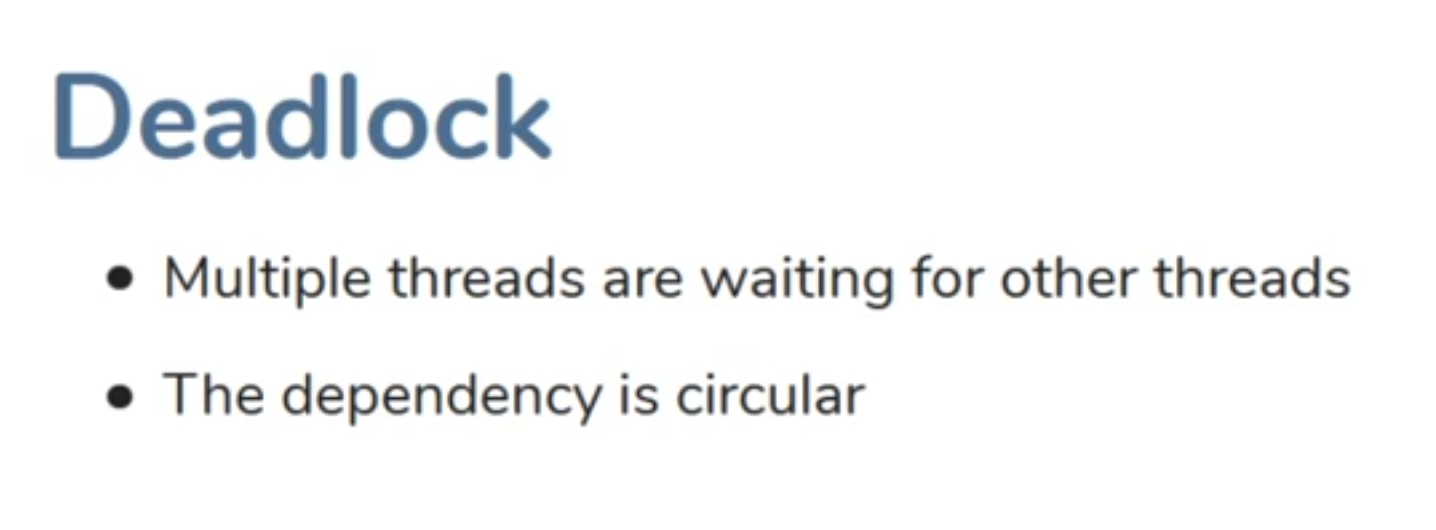 Deadlock
• Multiple threads are waiting for other threads
• The dependency is circular